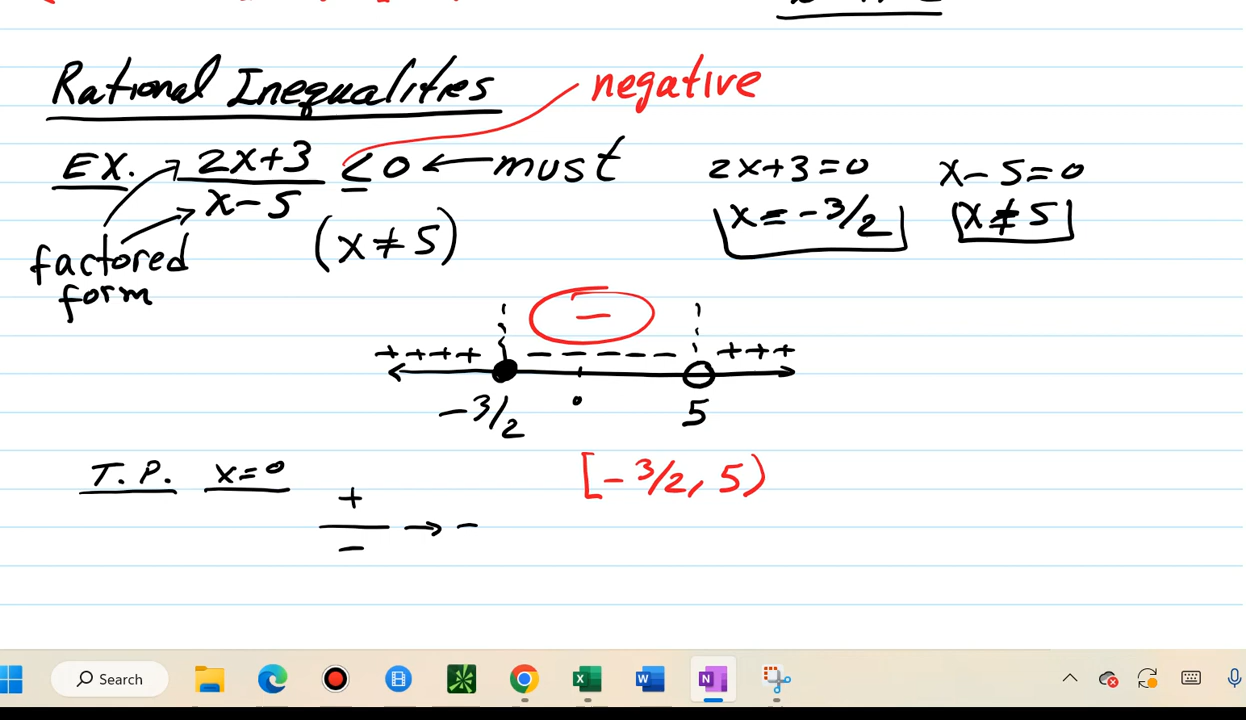 Rational Inequalities
negative
EX. 2x+3 / x-5 ≤ 0 ← must
2x+3=0
x-5=0
x = -3/2
x ≠ 5
(x ≠ 5)
factored
form
−
++++ ----- +++
-3/2 0 5
T.P. x=0
[-3/2, 5)
+ / − → −
Search